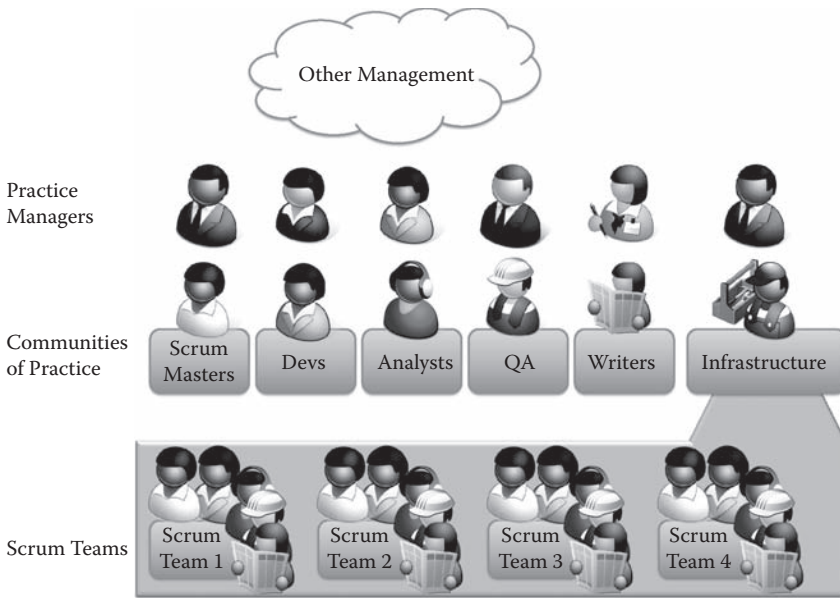 Other Management
Practice
Managers
Communities
of Practice
Scrum
Masters
Devs
Analysts
QA
Writers
Infrastructure
Scrum Teams
Scrum
Team 1
Scrum
Team 2
Scrum
Team 3
Scrum
Team 4